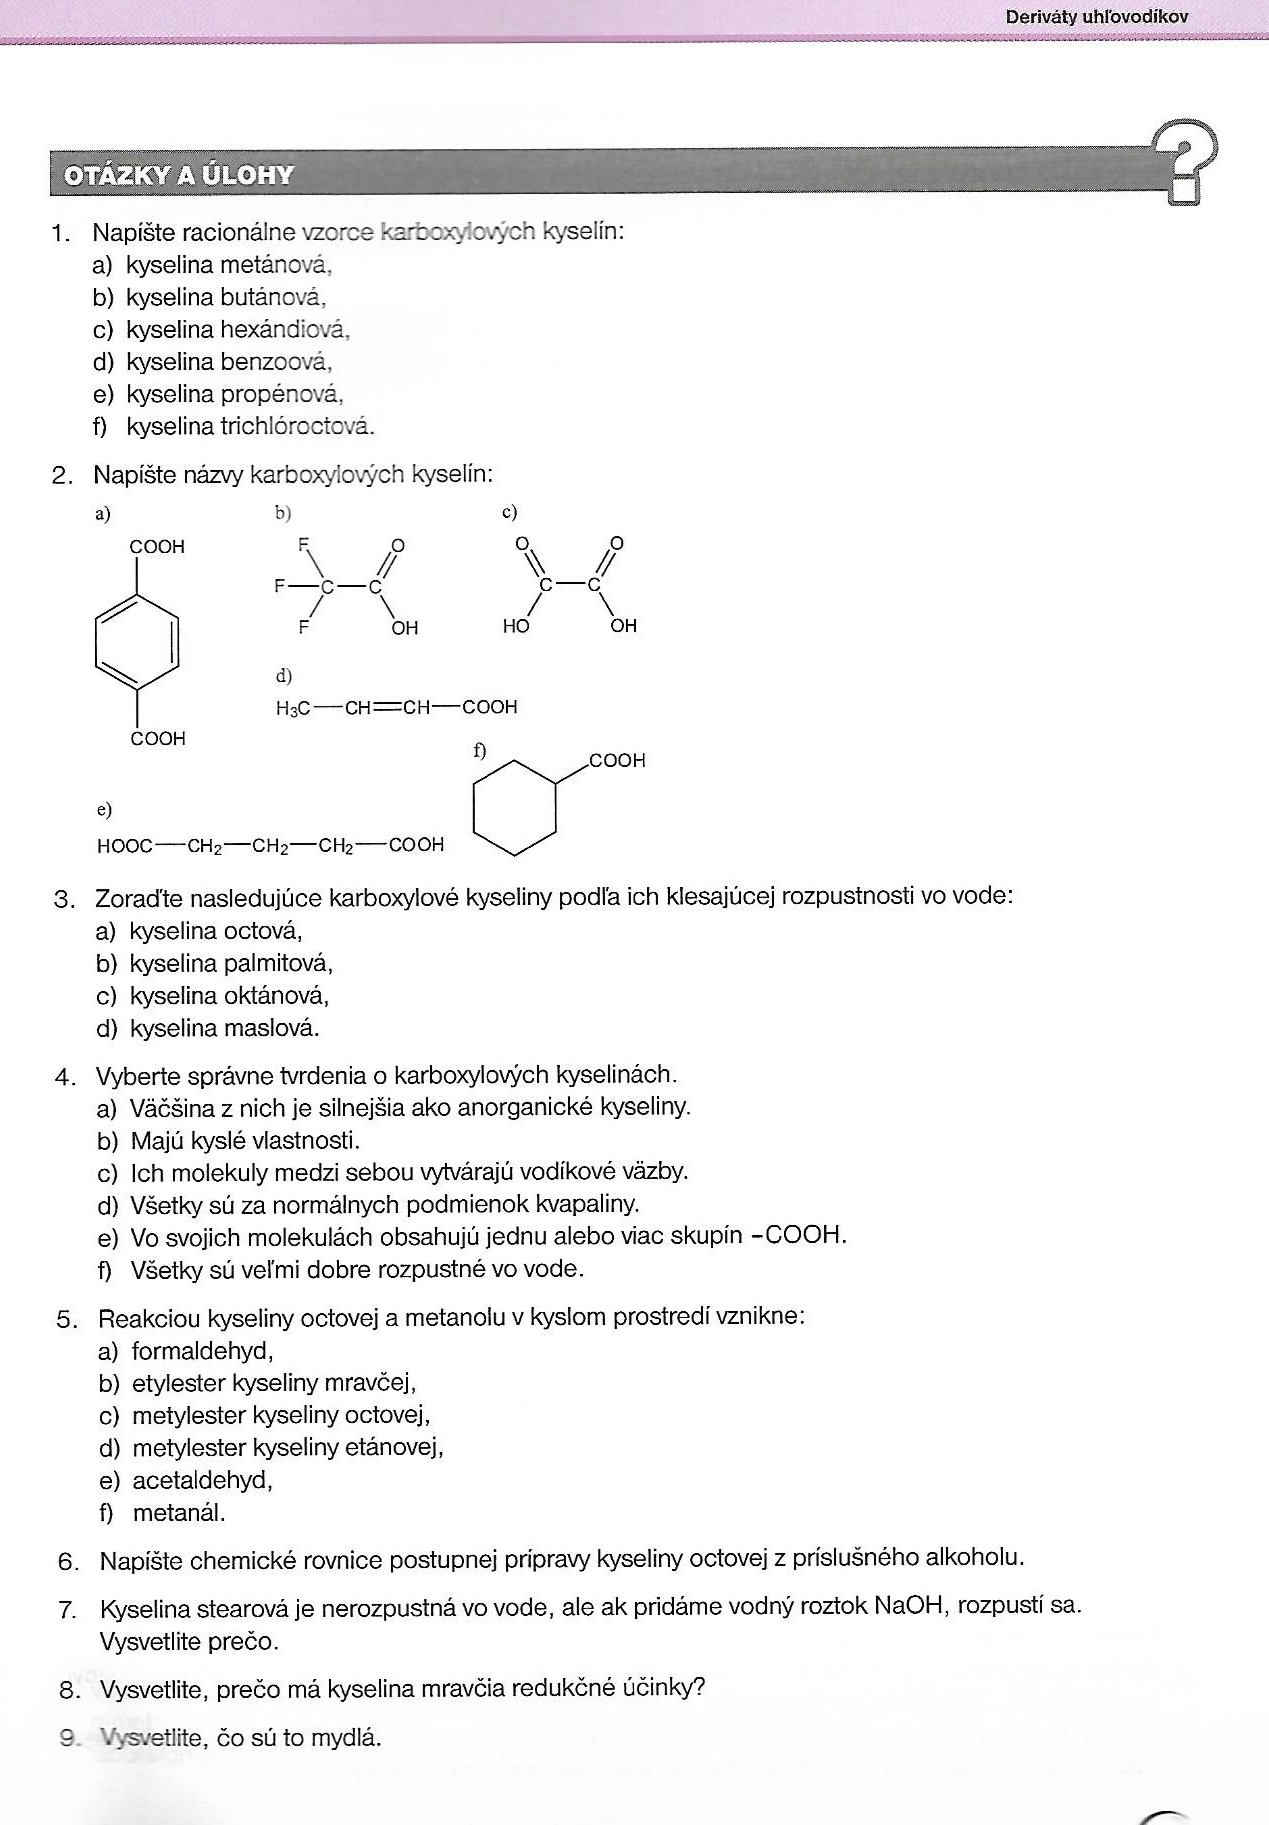 Deriváty uhľovodíkov
OTÁZKY A ÚLOHY
?
1. Napíšte racionálne vzorce karboxylových kyselín:
a) kyselina metánová,
b) kyselina butánová,
c) kyselina hexándiová,
d) kyselina benzoová,
e) kyselina propénová,
f) kyselina trichlóroctová.
2. Napíšte názvy karboxylových kyselín:
a)
COOH
COOH
b)
F
F—C—C
F
O
OH
c)
O O
C—C
HO OH
d)
H₃C—CH=CH—COOH
e)
HOOC—CH₂—CH₂—CH₂—COOH
f)
COOH
3. Zoraďte nasledujúce karboxylové kyseliny podľa ich klesajúcej rozpustnosti vo vode:
a) kyselina octová,
b) kyselina palmitová,
c) kyselina oktánová,
d) kyselina maslová.
4. Vyberte správne tvrdenia o karboxylových kyselinách.
a) Väčšina z nich je silnejšia ako anorganické kyseliny.
b) Majú kyslé vlastnosti.
c) Ich molekuly medzi sebou vytvárajú vodíkové väzby.
d) Všetky sú za normálnych podmienok kvapaliny.
e) Vo svojich molekulách obsahujú jednu alebo viac skupín –COOH.
f) Všetky sú veľmi dobre rozpustné vo vode.
5. Reakciou kyseliny octovej a metanolu v kyslom prostredí vznikne:
a) formaldehyd,
b) etylester kyseliny mravčej,
c) metylester kyseliny octovej,
d) metylester kyseliny etánovej,
e) acetaldehyd,
f) metanál.
6. Napíšte chemické rovnice postupnej prípravy kyseliny octovej z príslušného alkoholu.
7. Kyselina stearová je nerozpustná vo vode, ale ak pridáme vodný roztok NaOH, rozpustí sa.
Vysvetlite prečo.
8. Vysvetlite, prečo má kyselina mravčia redukčné účinky?
9. Vysvetlite, čo sú to mydlá.